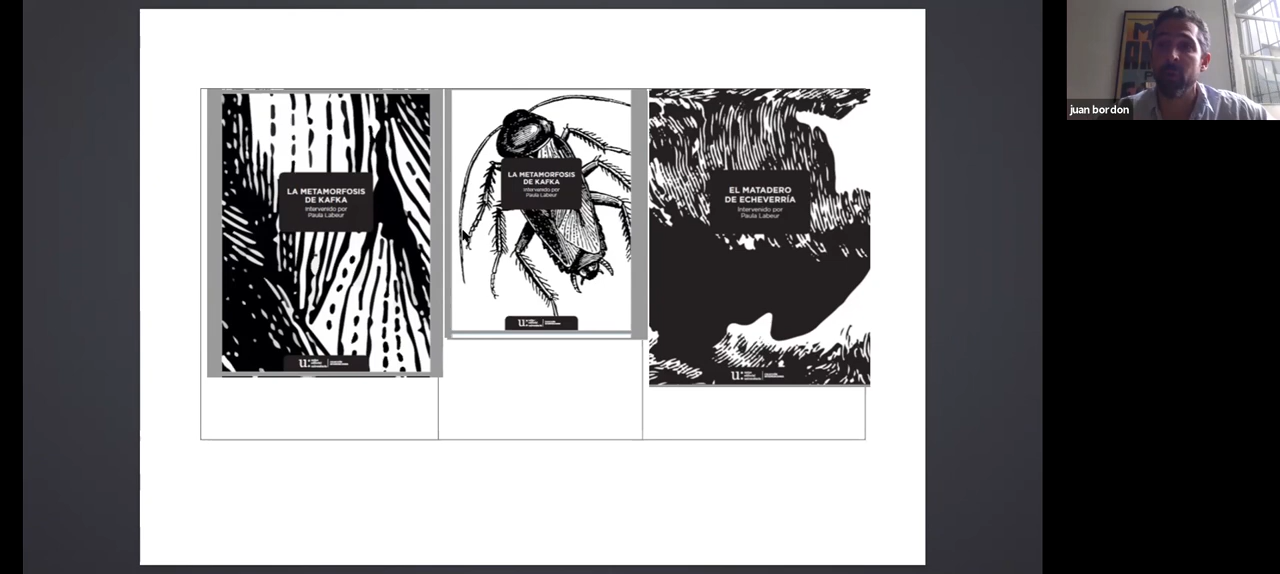 LA METAMORFOSIS
DE KAFKA
Intervenido por
Paula Labeur
LA METAMORFOSIS
DE KAFKA
Intervenido por
Paula Labeur
EL MATADERO
DE ECHEVERRÍA
Intervenido por
Paula Labeur
u:
u:
u:
juan bordon